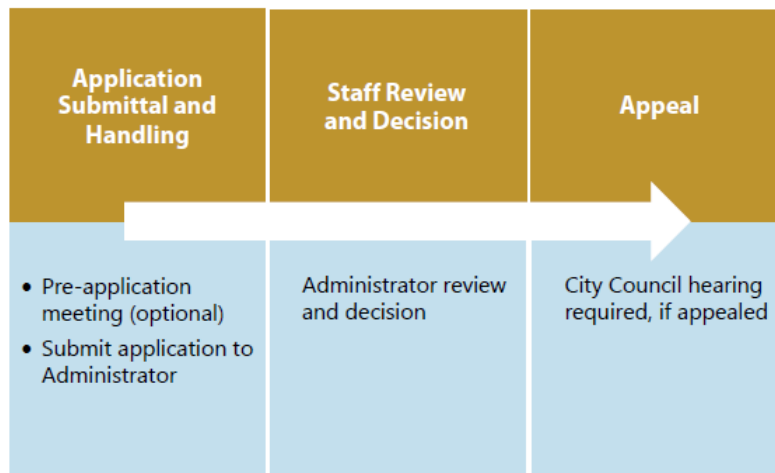 Application
Submittal and
Handling
Staff Review
and Decision
Appeal
• Pre-application
meeting (optional)
• Submit application to
Administrator
Administrator review
and decision
City Council hearing
required, if appealed